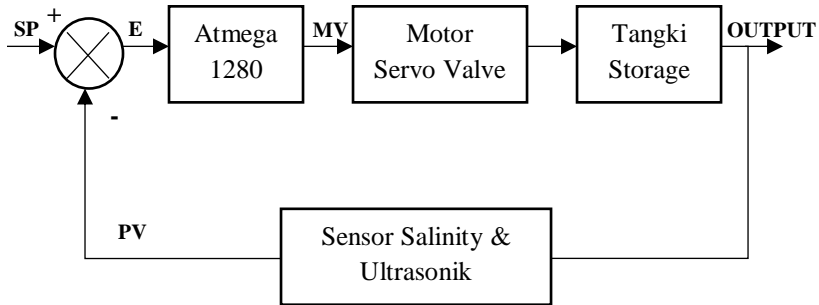 SP
+
E
Atmega
1280
MV
Motor
Servo Valve
Tangki
Storage
OUTPUT
-
PV
Sensor Salinity &
Ultrasonik